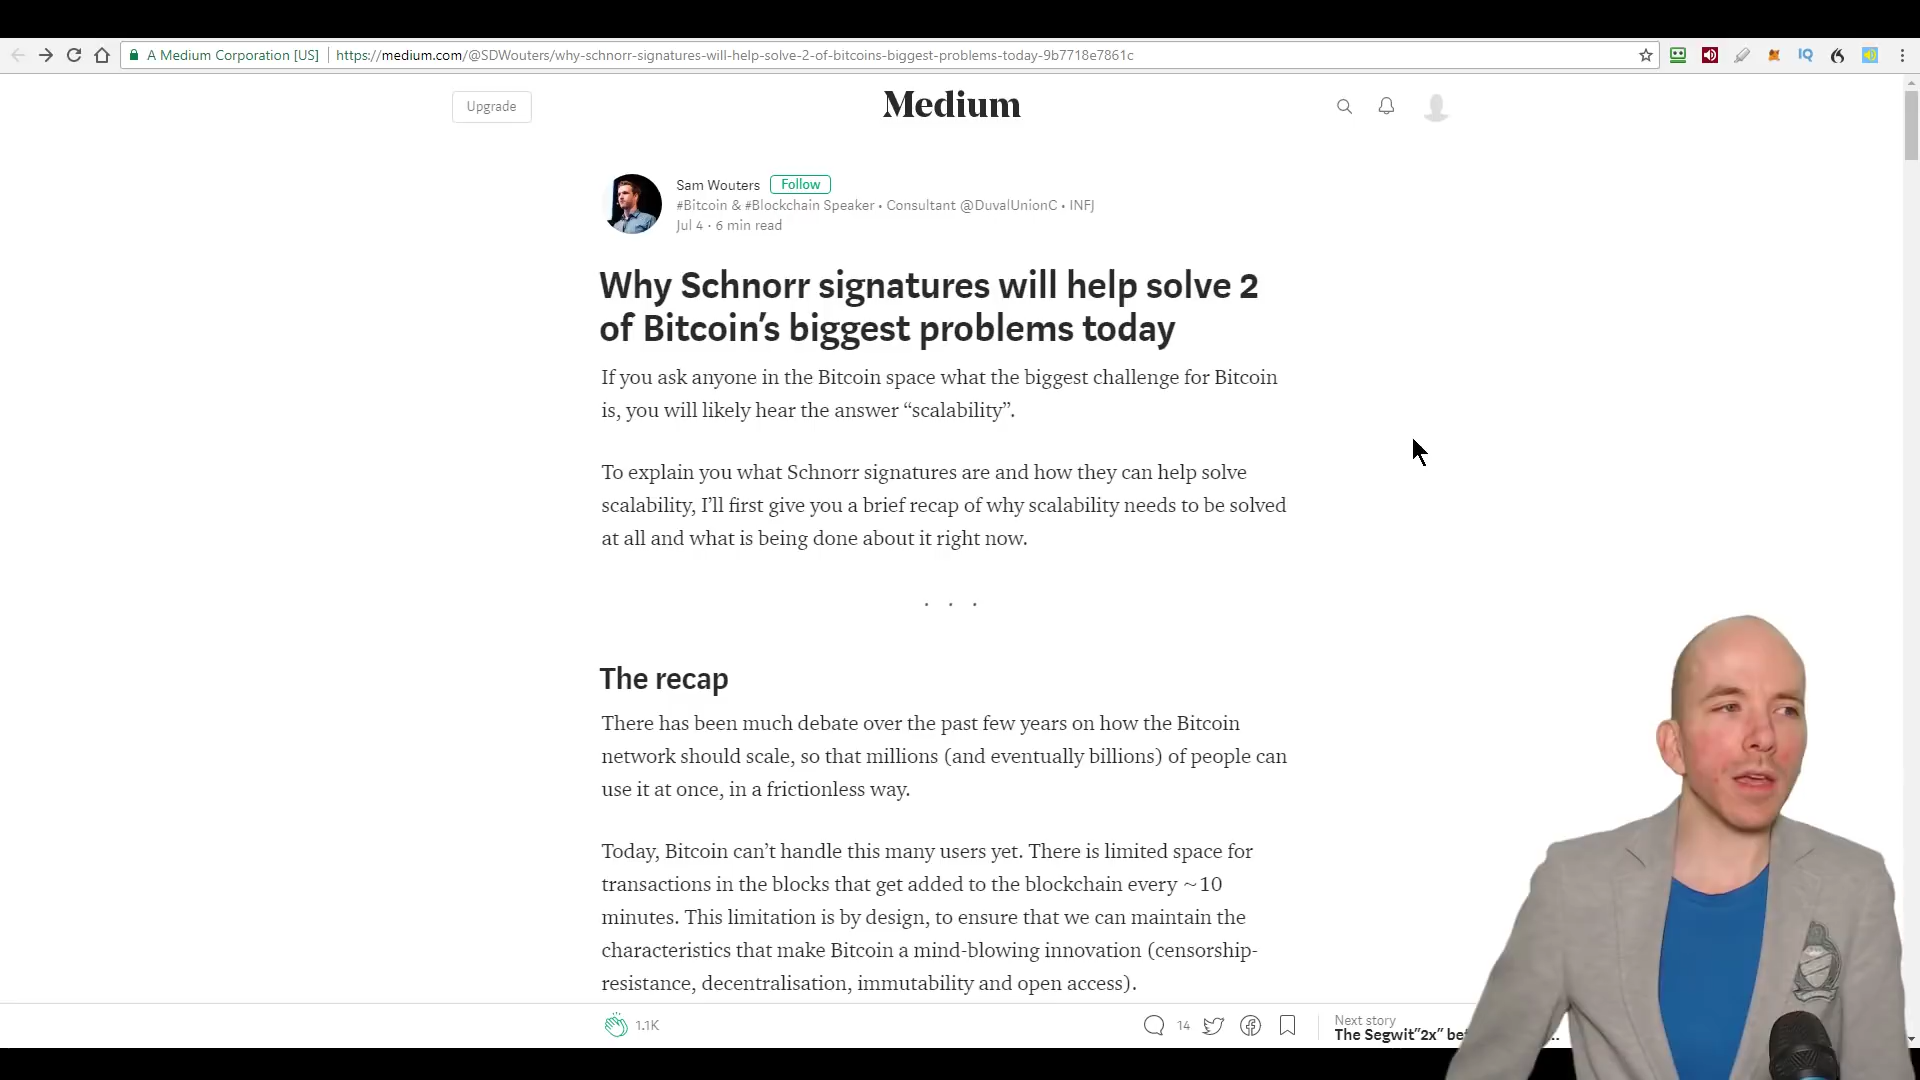 A Medium Corporation [US] https://medium.com/@SDWouters/why-schnorr-signatures-will-help-solve-2-of-bitcoins-biggest-problems-today-9b7718e7861c
IQ
Upgrade
Medium
Sam Wouters Follow
#Bitcoin & #Blockchain Speaker • Consultant @DuvalUnionC • INFJ
Jul 4 · 6 min read
Why Schnorr signatures will help solve 2
of Bitcoin's biggest problems today
If you ask anyone in the Bitcoin space what the biggest challenge for Bitcoin
is, you will likely hear the answer “scalability”.
To explain you what Schnorr signatures are and how they can help solve
scalability, I’ll first give you a brief recap of why scalability needs to be solved
at all and what is being done about it right now.
. . .
The recap
There has been much debate over the past few years on how the Bitcoin
network should scale, so that millions (and eventually billions) of people can
use it at once, in a frictionless way.
Today, Bitcoin can’t handle this many users yet. There is limited space for
transactions in the blocks that get added to the blockchain every ~10
minutes. This limitation is by design, to ensure that we can maintain the
characteristics that make Bitcoin a mind-blowing innovation (censorship-
resistance, decentralisation, immutability and open access).
1.1K
14
Next story
The Segwit”2x” be